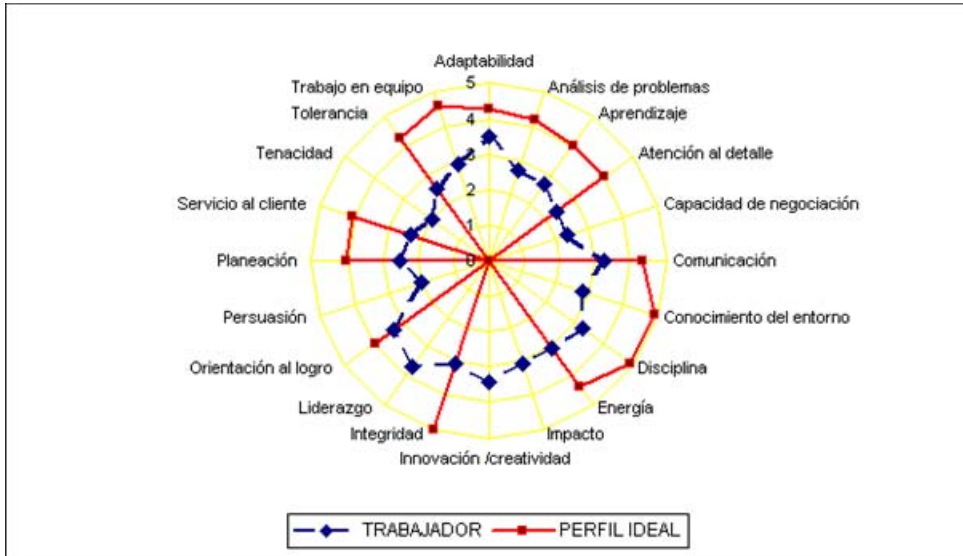 Adaptabilidad
Análisis de problemas
Aprendizaje
Atención al detalle
Capacidad de negociación
Comunicación
Conocimiento del entorno
Disciplina
Energía
Impacto
Innovación /creatividad
Integridad
Liderazgo
Orientación al logro
Persuasión
Planeación
Servicio al cliente
Tenacidad
Tolerancia
Trabajo en equipo
5
4
3
2
1
0
TRABAJADOR
PERFIL IDEAL